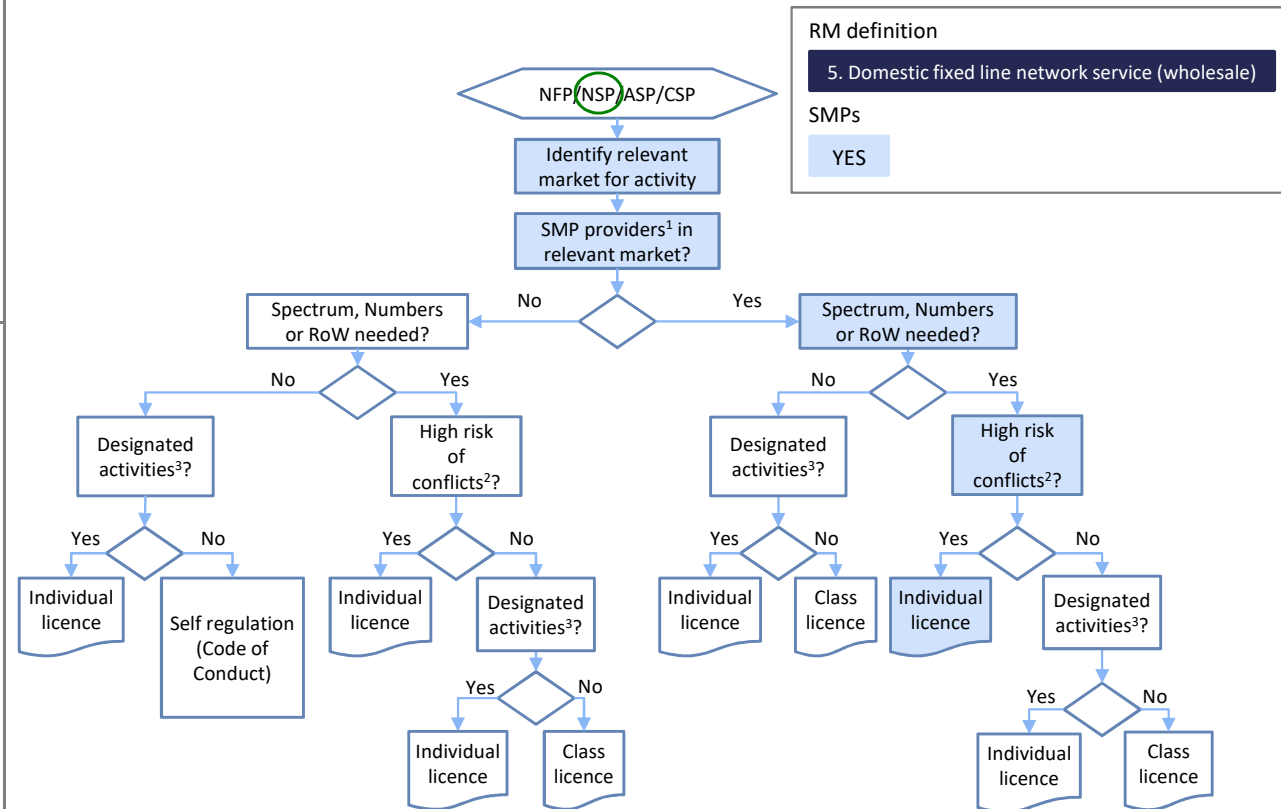 RM definition
5. Domestic fixed line network service (wholesale)
SMPs
YES
NFP/NSP/ASP/CSP
Identify relevant
market for activity
SMP providers¹ in
relevant market?
No
Yes
Spectrum, Numbers
or RoW needed?
Spectrum, Numbers
or RoW needed?
No
Yes
No
Yes
Designated
activities³?
High risk
of
conflicts²?
Designated
activities³?
High risk
of
conflicts²?
Yes
No
Yes
No
Yes
No
Yes
No
Individual
licence
Self regulation
(Code of
Conduct)
Individual
licence
Designated
activities³?
Individual
licence
Class
licence
Individual
licence
Designated
activities³?
Yes
No
Yes
No
Individual
licence
Class
licence
Individual
licence
Class
licence